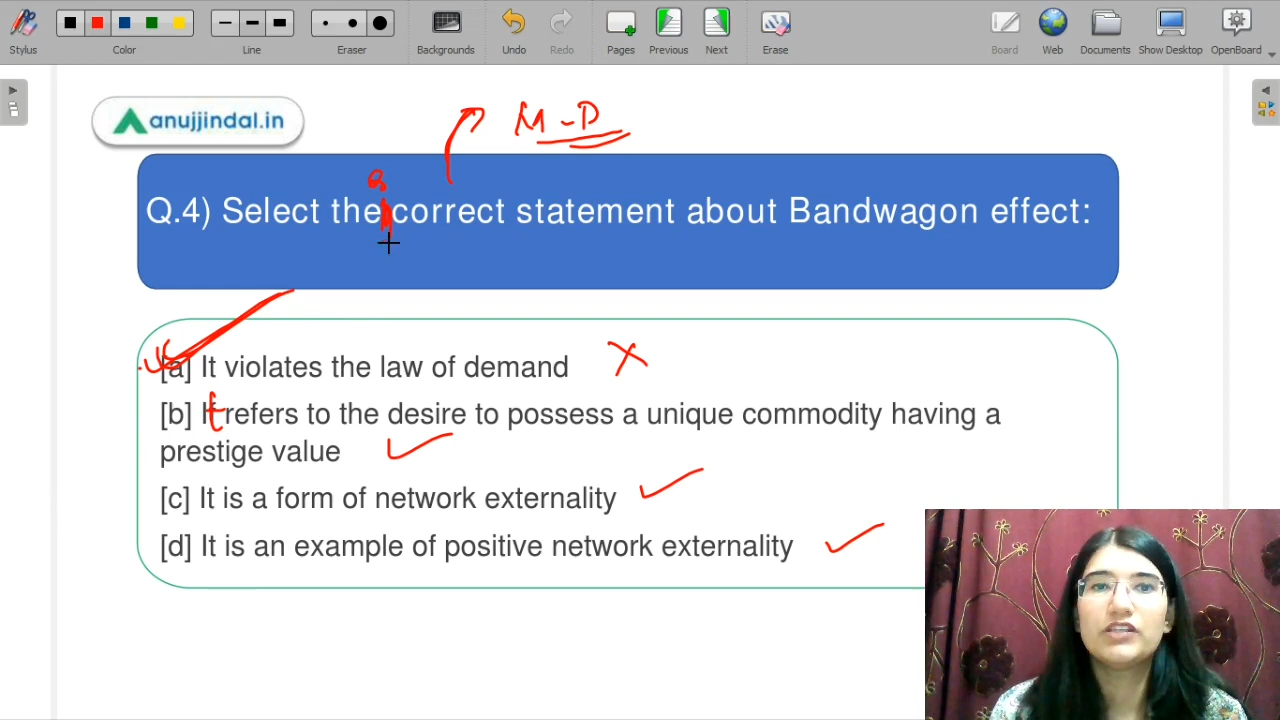 Stylus
Color
Line
Eraser
Backgrounds
Undo
Redo
Pages
Previous
Next
Erase
Board
Web
Documents
Show Desktop
OpenBoard
anujjindal.in
M-D
Q.4) Select the correct statement about Bandwagon effect:
[a] It violates the law of demand
[b] It refers to the desire to possess a unique commodity having a
prestige value
[c] It is a form of network externality
[d] It is an example of positive network externality